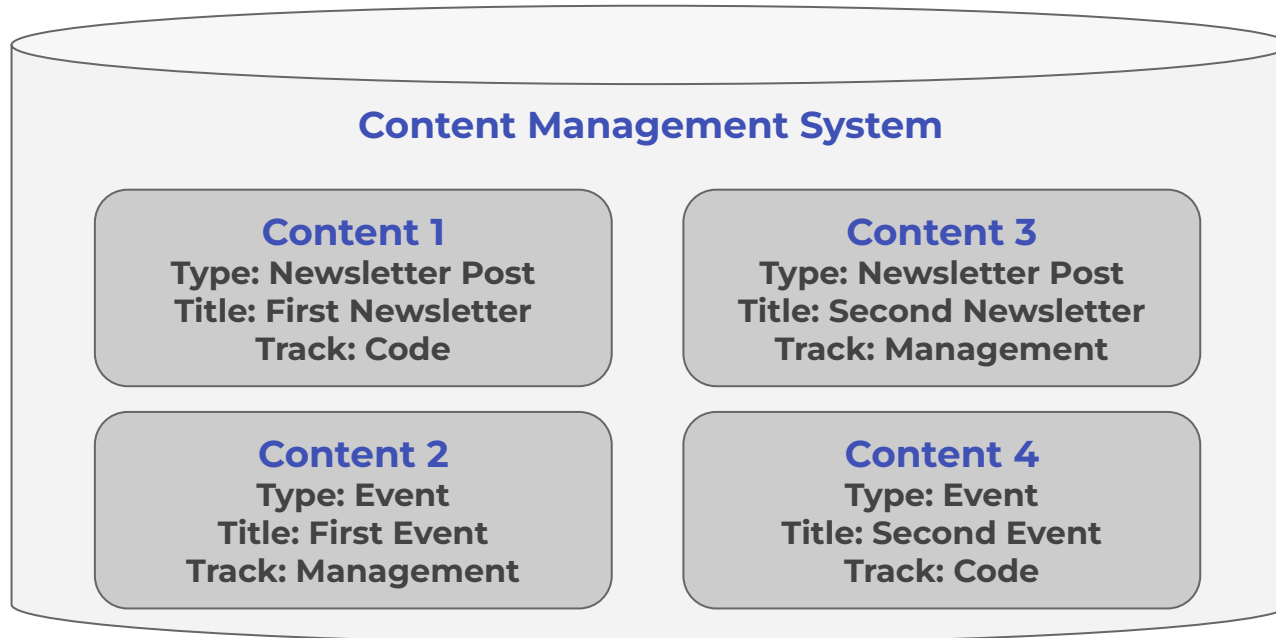 Content Management System
Content 1
Type: Newsletter Post
Title: First Newsletter
Track: Code
Content 2
Type: Event
Title: First Event
Track: Management
Content 3
Type: Newsletter Post
Title: Second Newsletter
Track: Management
Content 4
Type: Event
Title: Second Event
Track: Code